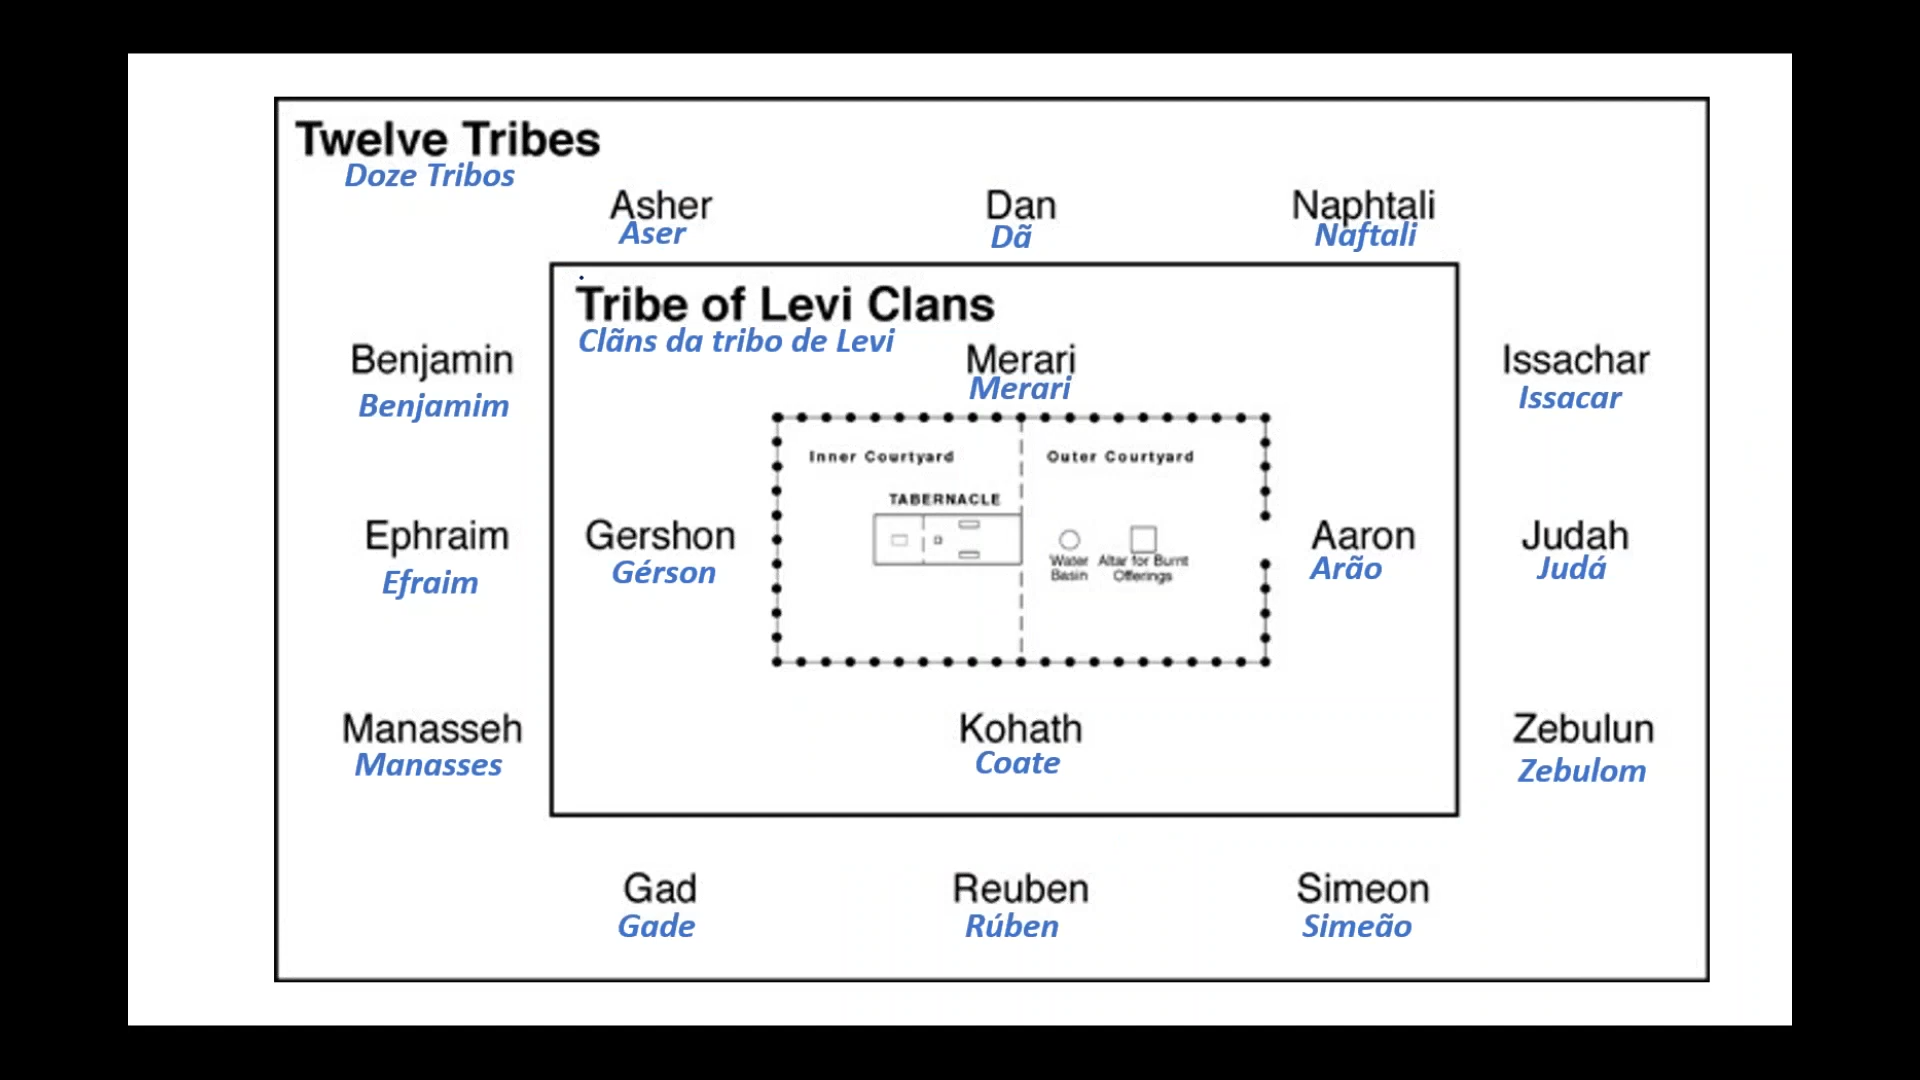 Twelve Tribes
Doze Tribos
Asher
Aser
Dan
Dã
Naphtali
Naftali
Tribe of Levi Clans
Clãns da tribo de Levi
Merari
Merari
Benjamin
Benjamim
Issachar
Issacar
Inner Courtyard
Outer Courtyard
TABERNACLE
Water
Basin
Altar for Burnt
Offerings
Ephraim
Efraim
Gershon
Gérson
Aaron
Arão
Judah
Judá
Manasseh
Manasses
Kohath
Coate
Zebulun
Zebulom
Gad
Gade
Reuben
Rúben
Simeon
Simeão